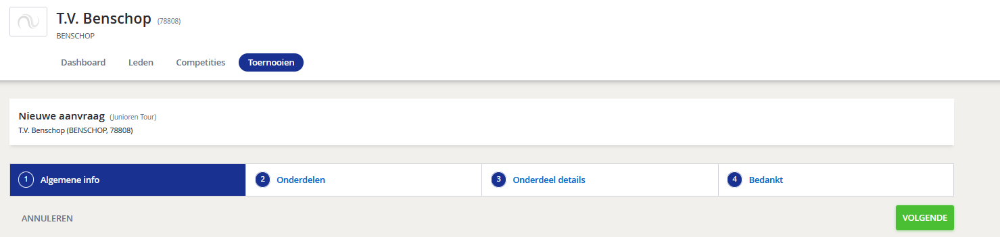 T.V. Benschop (78808)
BENSCHOP
Dashboard Leden Competities Toernooien
Nieuwe aanvraag (Junioren Tour)
T.V. Benschop (BENSCHOP, 78808)
1 Algemene info 2 Onderdelen 3 Onderdeel details 4 Bedankt
ANNULEREN VOLGENDE